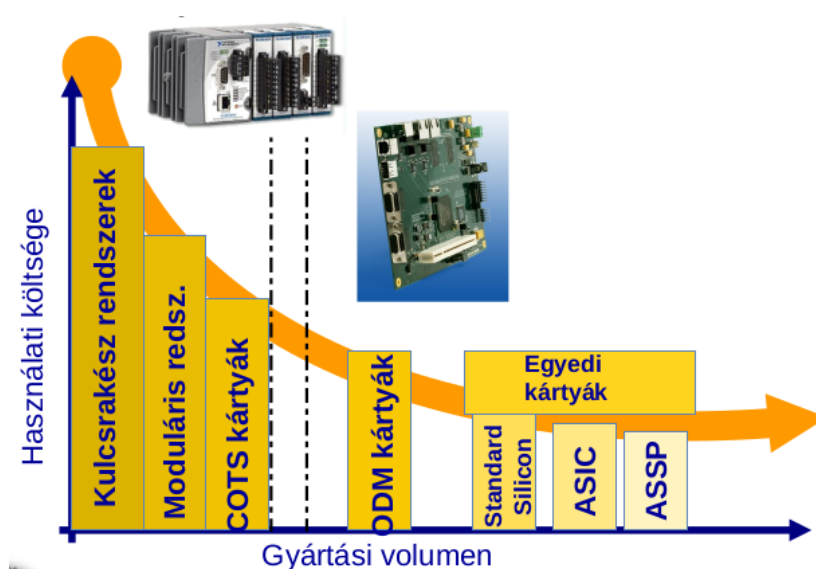 Használati költsége
Kulcsrakész rendszerek
Moduláris redsz.
COTS kártyák
ODM kártyák
Egyedi
kártyák
Standard
Silicon
ASIC
ASSP
Gyártási volumen